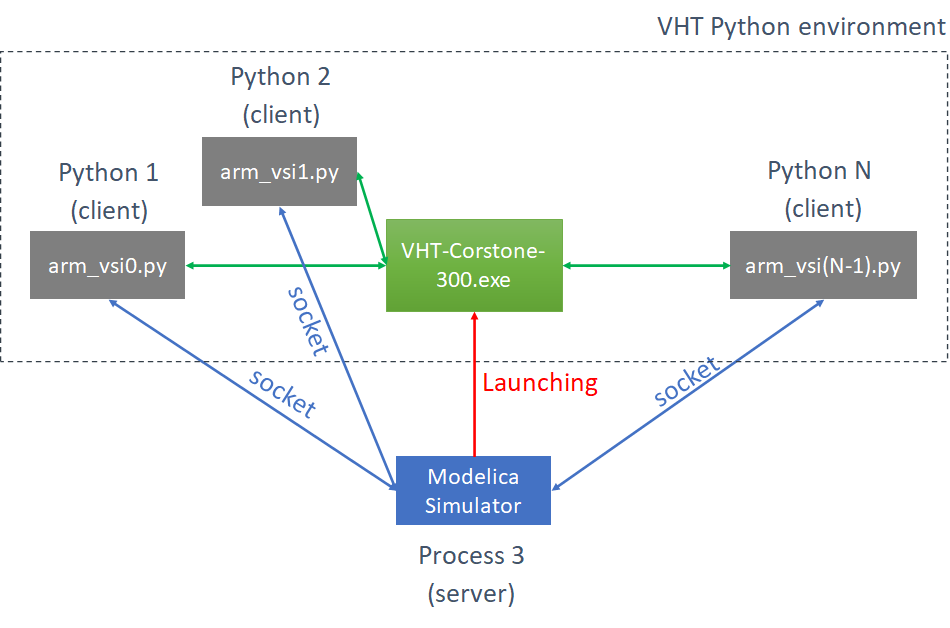 VHT Python environment
Python 2
(client)
arm_vsi1.py
Python 1
(client)
arm_vsi0.py
VHT-Corstone-
300.exe
Python N
(client)
arm_vsi(N-1).py
socket
socket
Launching
socket
Modelica
Simulator
Process 3
(server)